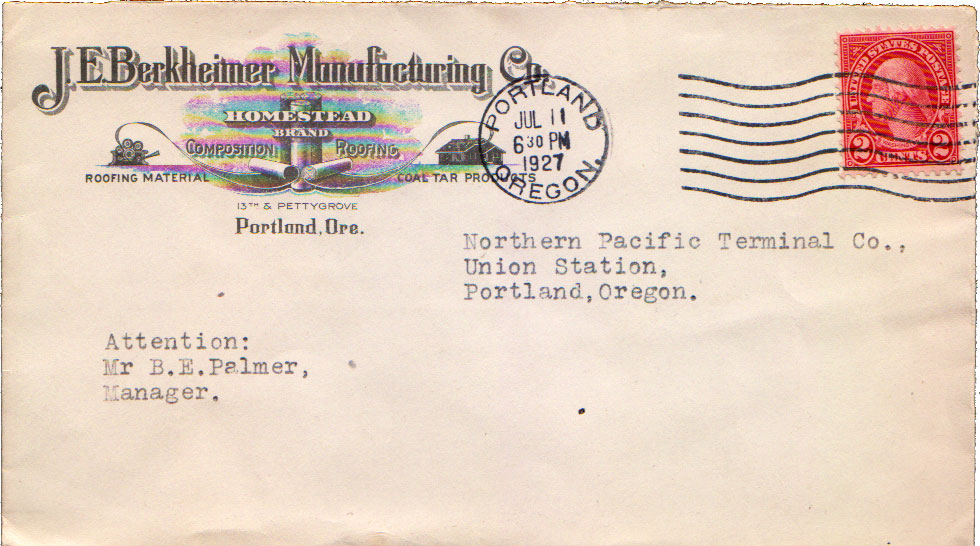 J.E. Berkheimer Manufacturing Co.
HOMESTEAD
BRAND
COMPOSITION ROOFING
ROOFING MATERIAL COAL TAR PRODUCTS
13TH & PETTYGROVE
Portland, Ore.
PORTLAND
JUL 11
6 30 PM
1927
OREGON.
UNITED STATES POSTAGE
2 CENTS 2
Northern Pacific Terminal Co.,
Union Station,
Portland,Oregon.
Attention:
Mr B.E.Palmer,
Manager.